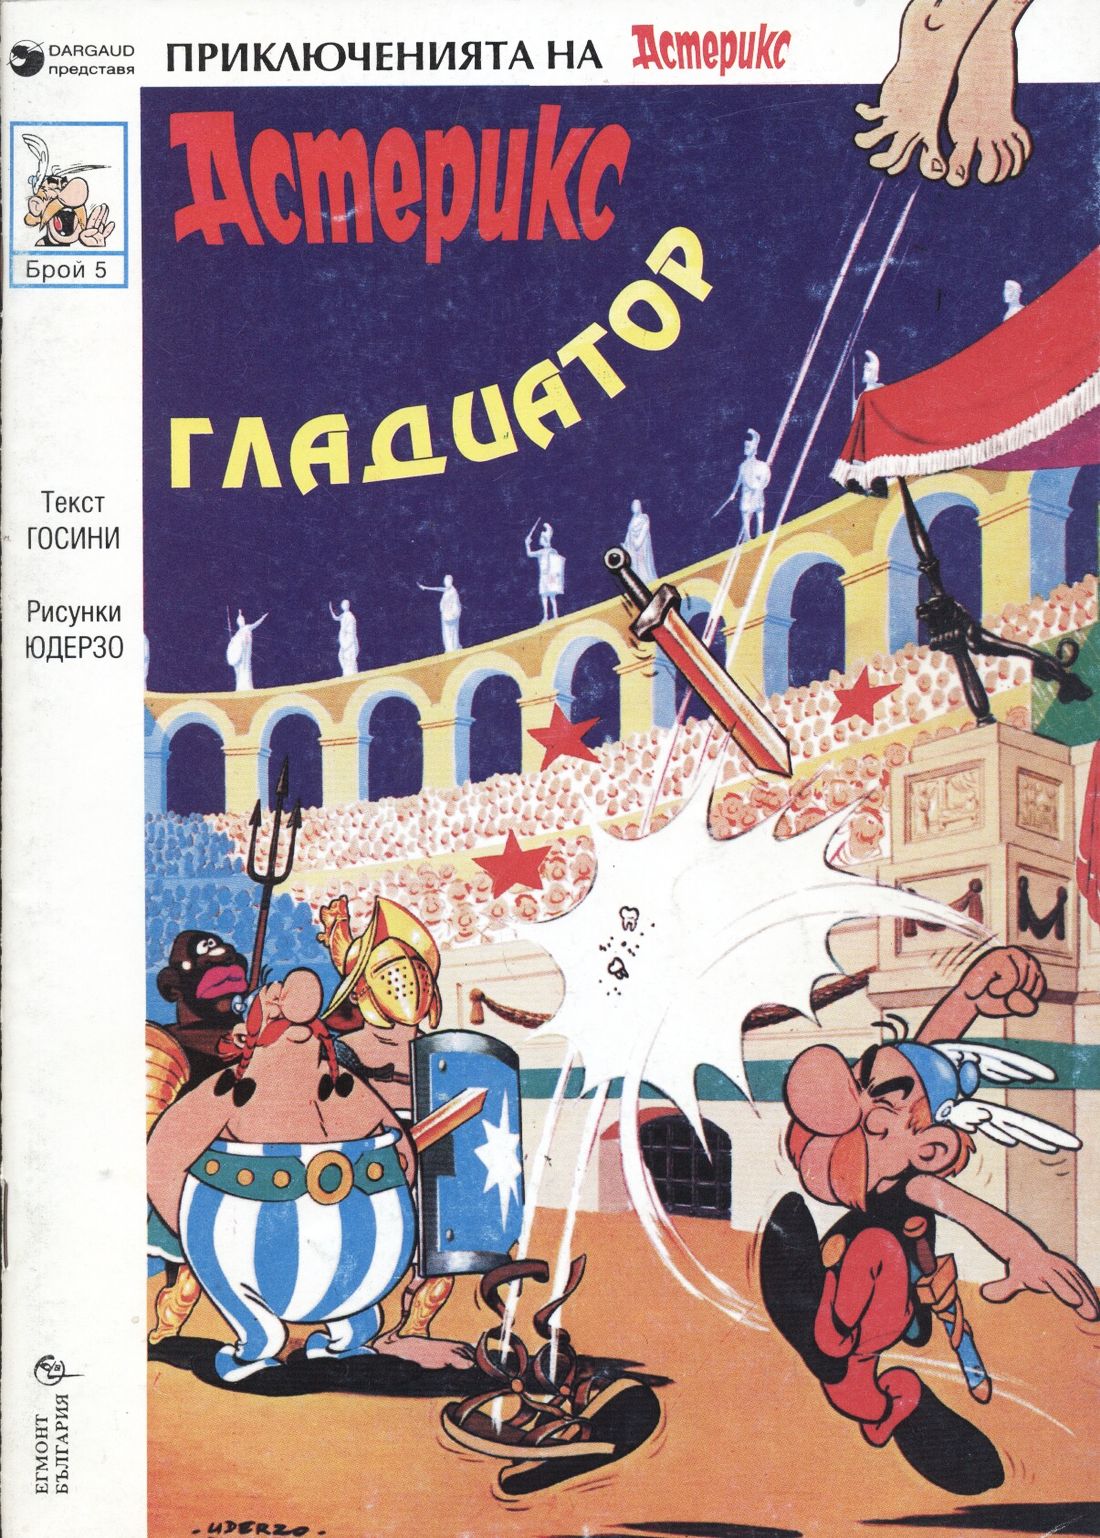 DARGAUD
представя
ПРИКЛЮЧЕНИЯТА НА Астерикс
Астерикс
ГЛАДИАТОР
Брой 5
Текст
ГОСИНИ
Рисунки
ЮДЕРЗО
ЕГМОНТ
БЪЛГАРИЯ
·UDERZO·